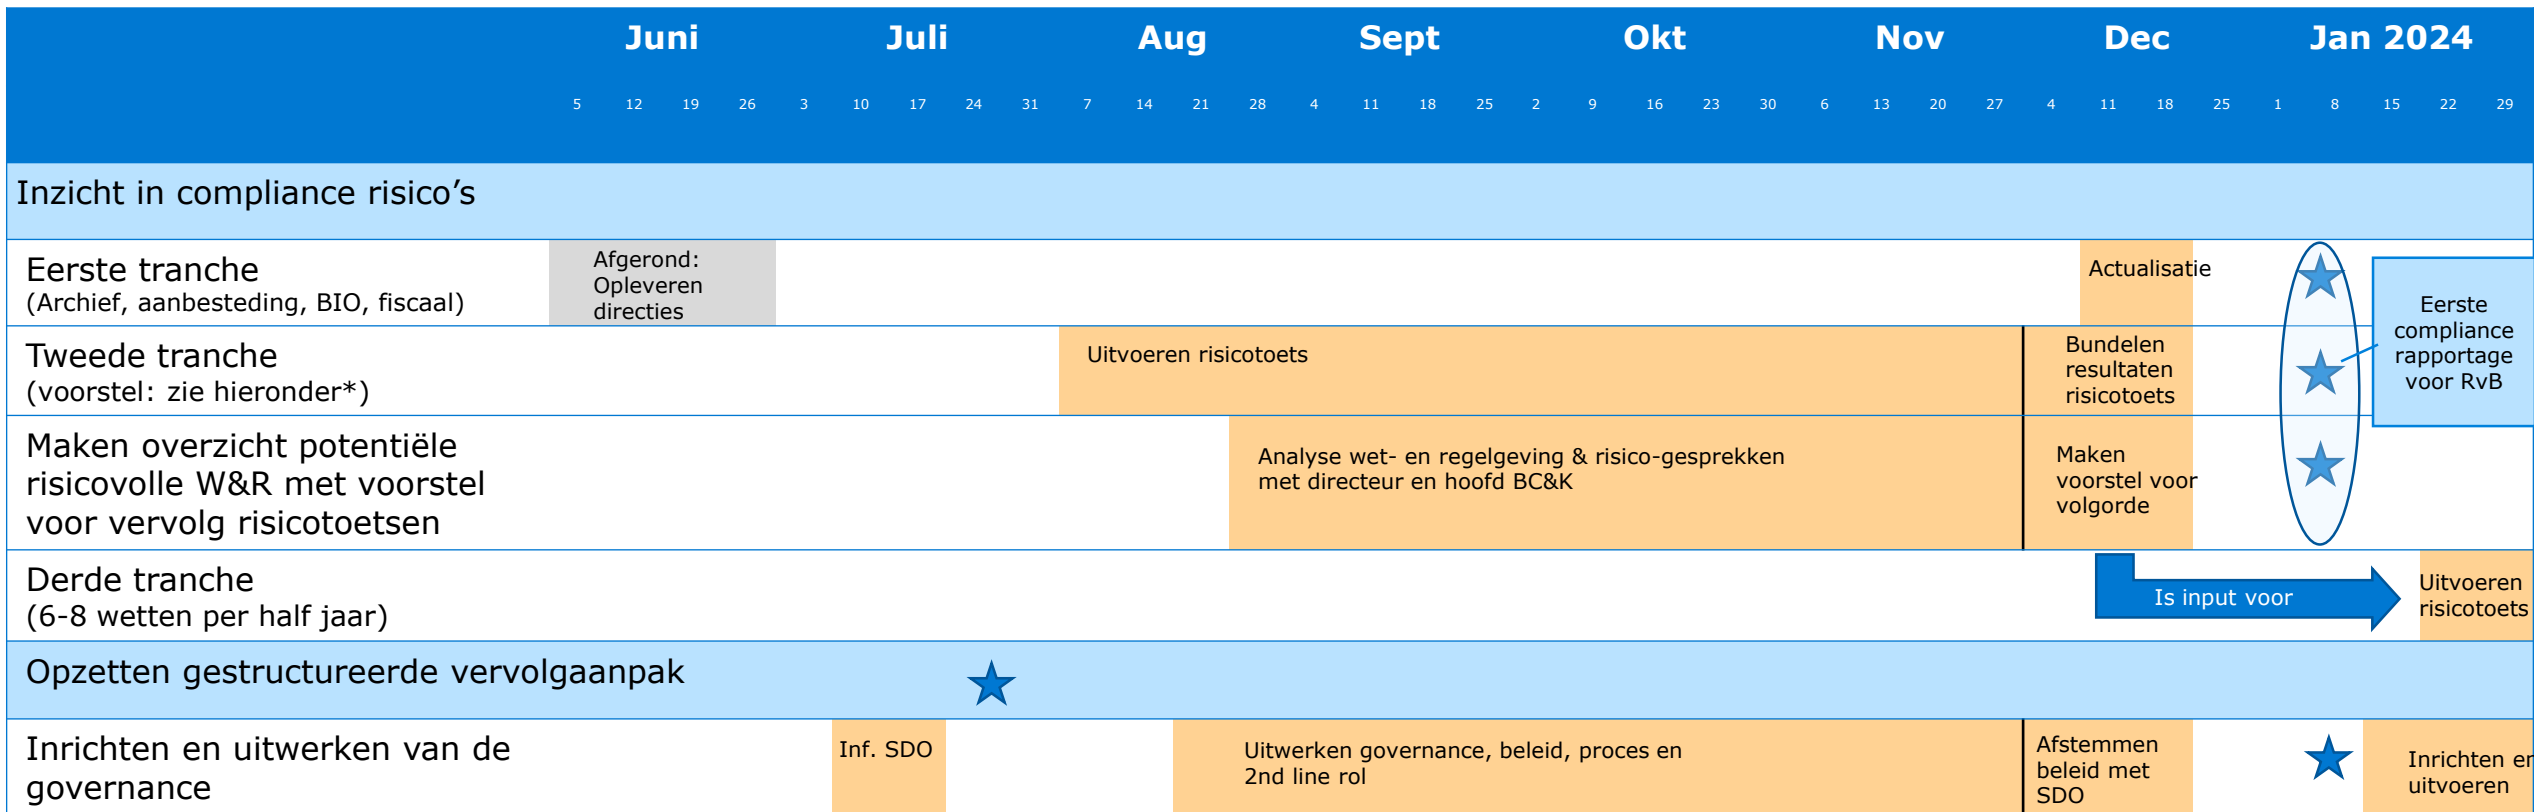 Juni Juli Aug Sept Okt Nov Dec Jan 2024
5 12 19 26 3 10 17 24 31 7 14 21 28 4 11 18 25 2 9 16 23 30 6 13 20 27 4 11 18 25 1 8 15 22 29
Inzicht in compliance risico's
Eerste tranche
(Archief, aanbesteding, BIO, fiscaal)
Afgerond:
Opleveren
directies
Actualisatie
Eerste
compliance
rapportage
voor RvB
Tweede tranche
(voorstel: zie hieronder*)
Uitvoeren risicotoets
Bundelen
resultaten
risicotoets
Maken overzicht potentiële
risicovolle W&R met voorstel
voor vervolg risicotoetsen
Analyse wet- en regelgeving & risico-gesprekken
met directeur en hoofd BC&K
Maken
voorstel voor
volgorde
Derde tranche
(6-8 wetten per half jaar)
Is input voor
Uitvoeren
risicotoets
Opzetten gestructureerde vervolgaanpak
Inrichten en uitwerken van de
governance
Inf. SDO
Uitwerken governance, beleid, proces en
2nd line rol
Afstemmen
beleid met
SDO
Inrichten en
uitvoeren